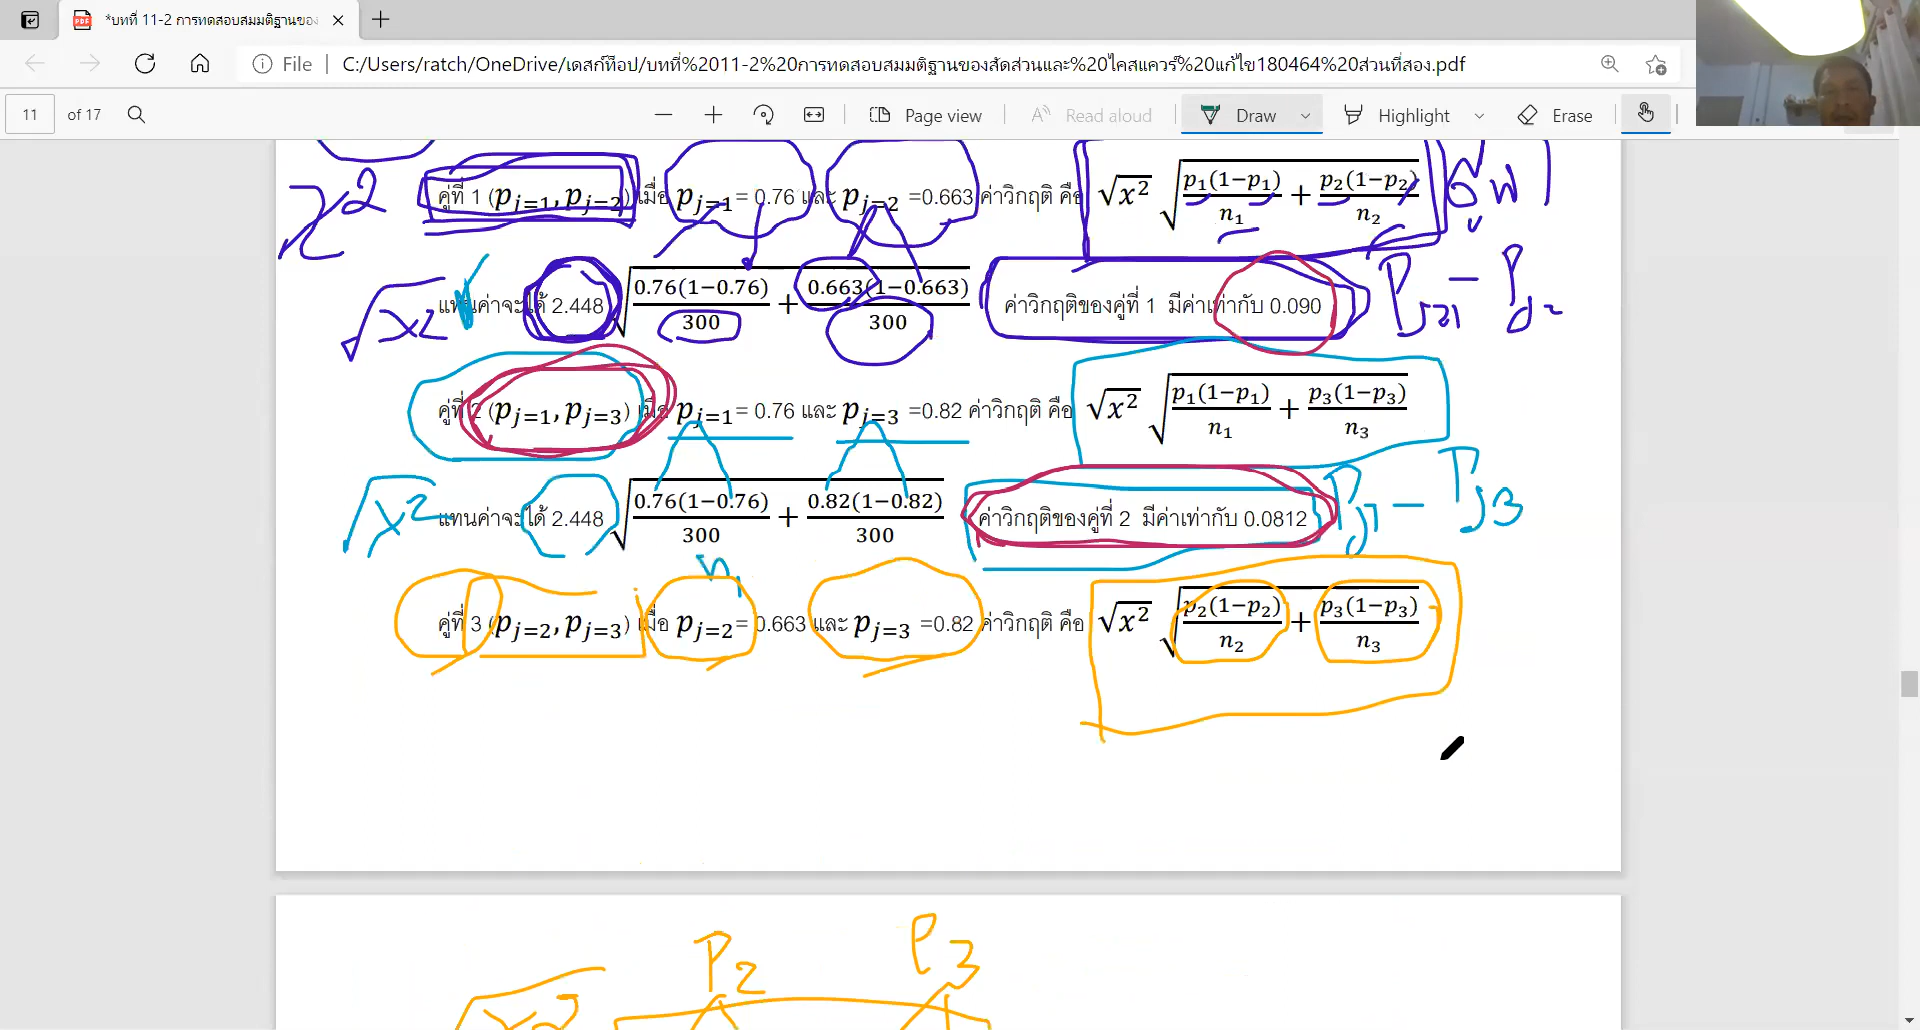 *บทที่ 11-2 การทดสอบสมมติฐานของ
File C:/Users/ratch/OneDrive/เดสก์ท็อป/บทที่%2011-2%20การทดสอบสมมติฐานของสัดส่วนและ%20ไคสแควร์%20แก้ไข180464%20ส่วนที่สอง.pdf
11 of 17 Page view Read aloud Draw Highlight Erase
คู่ที่ 1 (p_{j=1}, p_{j=2}) เมื่อ p_{j=1} = 0.76 และ p_{j=2} =0.663 ค่าวิกฤติ คือ √x² √(p₁(1−p₁)/n₁ + p₂(1−p₂)/n₂)
x²
แทนค่าจะได้ 2.448 √(0.76(1−0.76)/300 + 0.663(1−0.663)/300) ค่าวิกฤติของคู่ที่ 1 มีค่าเท่ากับ 0.090
√x²
คู่ที่ 2 (p_{j=1}, p_{j=3}) เมื่อ p_{j=1} = 0.76 และ p_{j=3} =0.82 ค่าวิกฤติ คือ √x² √(p₁(1−p₁)/n₁ + p₃(1−p₃)/n₃)
√x² แทนค่าจะได้ 2.448 √(0.76(1−0.76)/300 + 0.82(1−0.82)/300) ค่าวิกฤติของคู่ที่ 2 มีค่าเท่ากับ 0.0812 P_{j1} − P_{j3}
n₁
คู่ที่ 3 (p_{j=2}, p_{j=3}) เมื่อ p_{j=2} = 0.663 และ p_{j=3} =0.82 ค่าวิกฤติ คือ √x² √(p₂(1−p₂)/n₂ + p₃(1−p₃)/n₃)
P2 P3